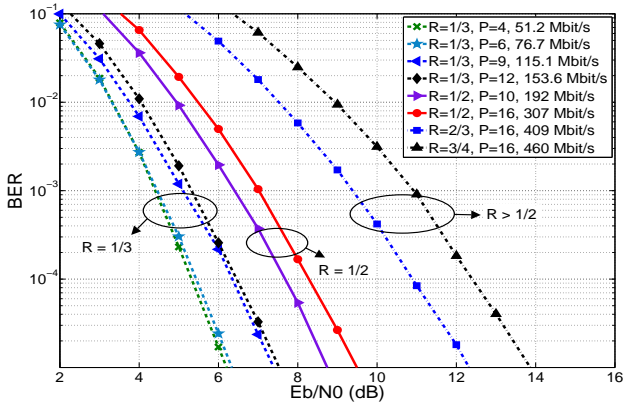 10^{-1}
R=1/3, P=4, 51.2 Mbit/s
R=1/3, P=6, 76.7 Mbit/s
R=1/3, P=9, 115.1 Mbit/s
R=1/3, P=12, 153.6 Mbit/s
R=1/2, P=10, 192 Mbit/s
R=1/2, P=16, 307 Mbit/s
R=2/3, P=16, 409 Mbit/s
R=3/4, P=16, 460 Mbit/s
10^{-2}
BER
10^{-3}
R > 1/2
R = 1/3
R = 1/2
10^{-4}
2 4 6 8 10 12 14 16
Eb/N0 (dB)